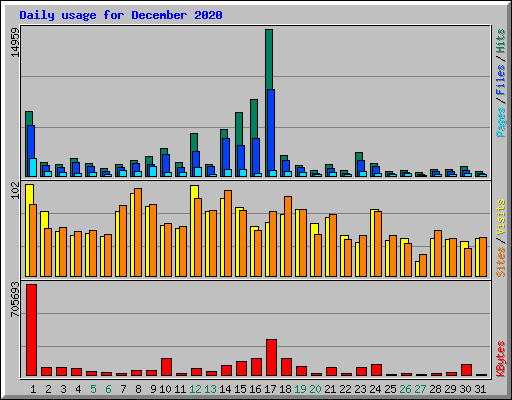 Daily usage for December 2020
14959
Pages / Files / Hits
102
Sites / Visits
705693
KBytes
1 2 3 4 5 6 7 8 9 10 11 12 13 14 15 16 17 18 19 20 21 22 23 24 25 26 27 28 29 30 31